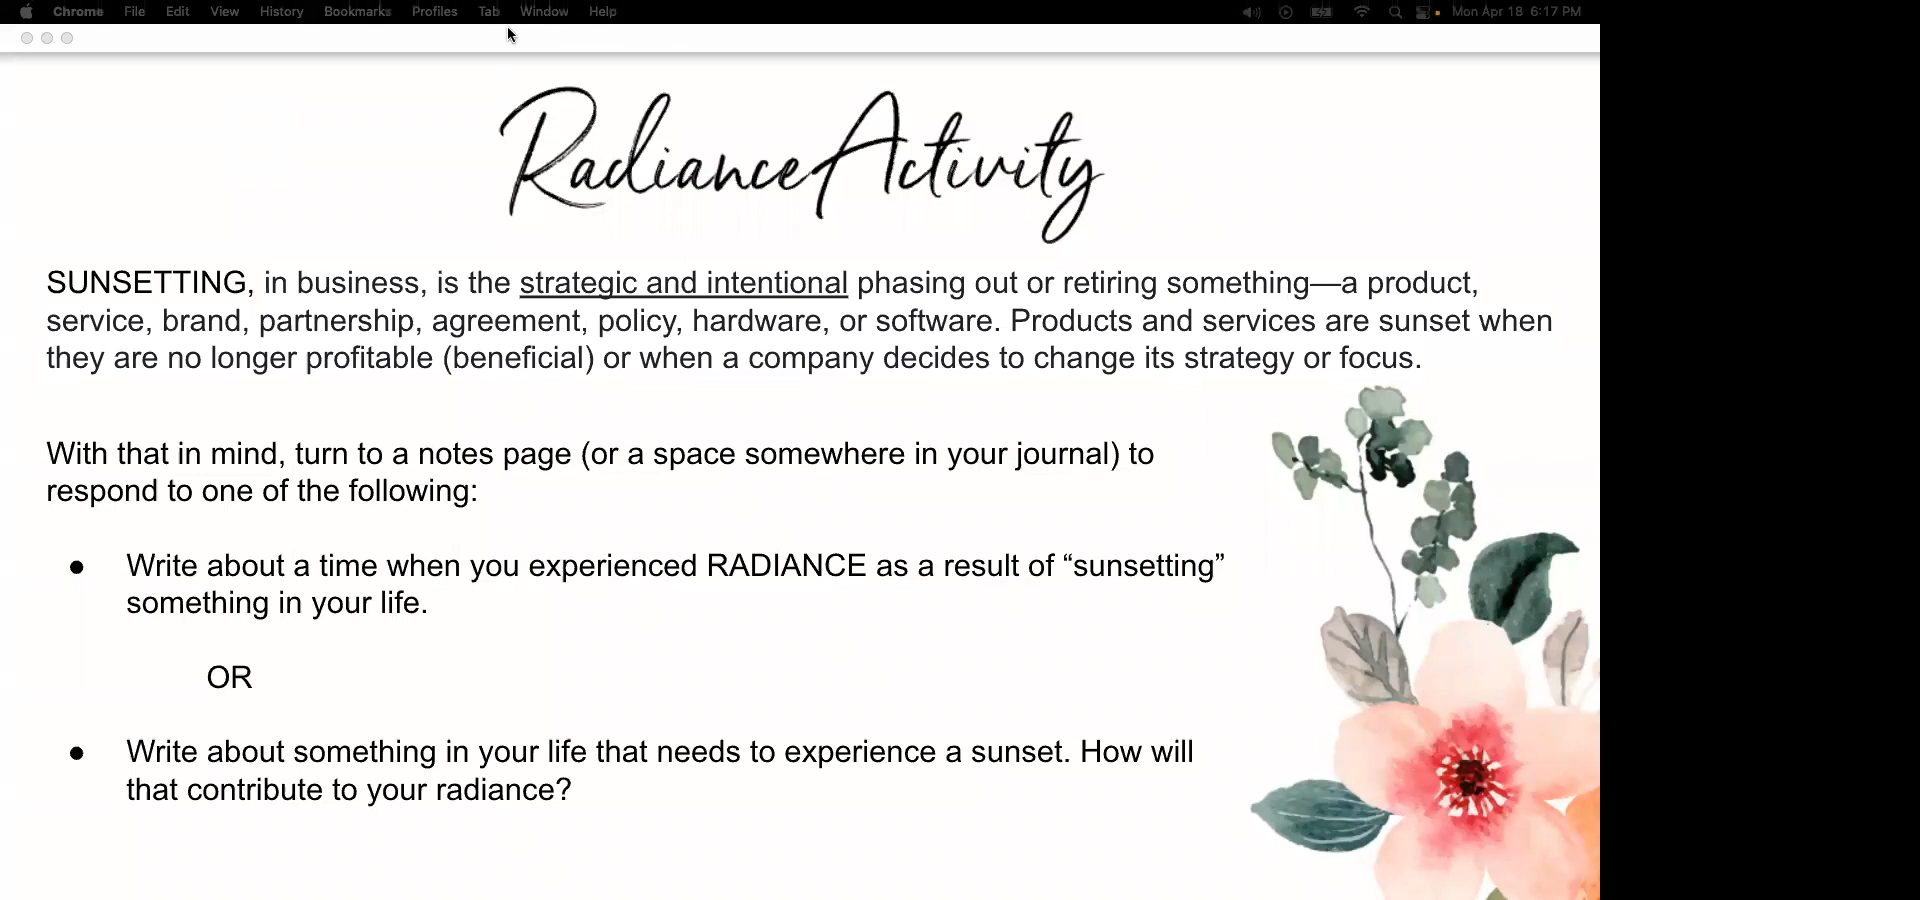 Chrome File Edit View History Bookmarks Profiles Tab Window Help Mon Apr 18 6:17 PM
Radiance Activity
SUNSETTING, in business, is the strategic and intentional phasing out or retiring something—a product,
service, brand, partnership, agreement, policy, hardware, or software. Products and services are sunset when
they are no longer profitable (beneficial) or when a company decides to change its strategy or focus.
With that in mind, turn to a notes page (or a space somewhere in your journal) to
respond to one of the following:
● Write about a time when you experienced RADIANCE as a result of “sunsetting”
something in your life.
OR
● Write about something in your life that needs to experience a sunset. How will
that contribute to your radiance?